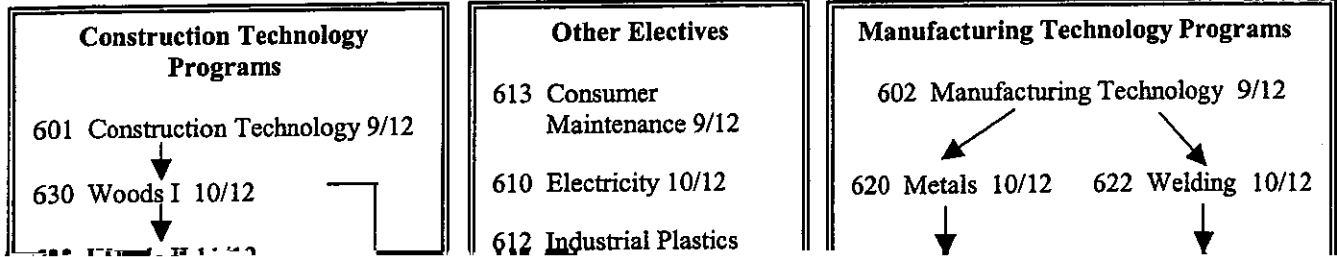 Construction Technology
Programs
601 Construction Technology 9/12
630 Woods I 10/12
Other Electives
613 Consumer
Maintenance 9/12
610 Electricity 10/12
612 Industrial Plastics
Manufacturing Technology Programs
602 Manufacturing Technology 9/12
620 Metals 10/12 622 Welding 10/12